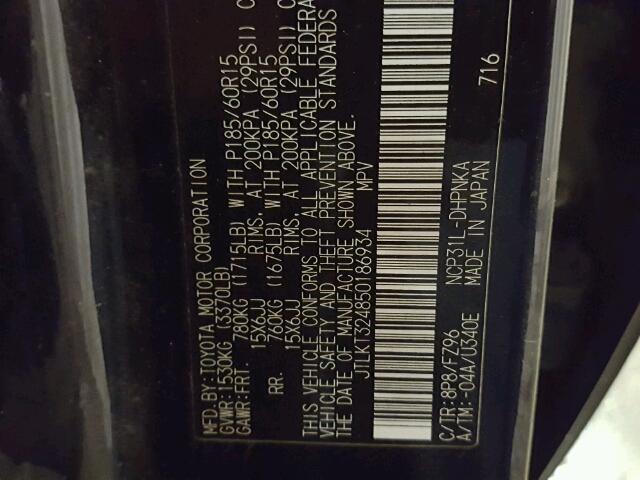 MFD.BY:TOYOTA MOTOR CORPORATION
GVWR:1530KG (3370LB)
GAWR:FRT. 780KG (1715LB) WITH P185/60R15
15X6JJ RIMS, AT 200KPA (29PSI) C
RR. 760KG (1675LB) WITH P185/60R15
15X6JJ RIMS, AT 200KPA (29PSI) C
THIS VEHICLE CONFORMS TO ALL APPLICABLE FEDERA
VEHICLE SAFETY AND THEFT PREVENTION STANDARDS
THE DATE OF MANUFACTURE SHOWN ABOVE.
JTLKT324850186934 MPV
C/TR:8P8/FZ96 NCP31L-DHPNKA
A/TM:-04A/U340E MADE IN JAPAN
716